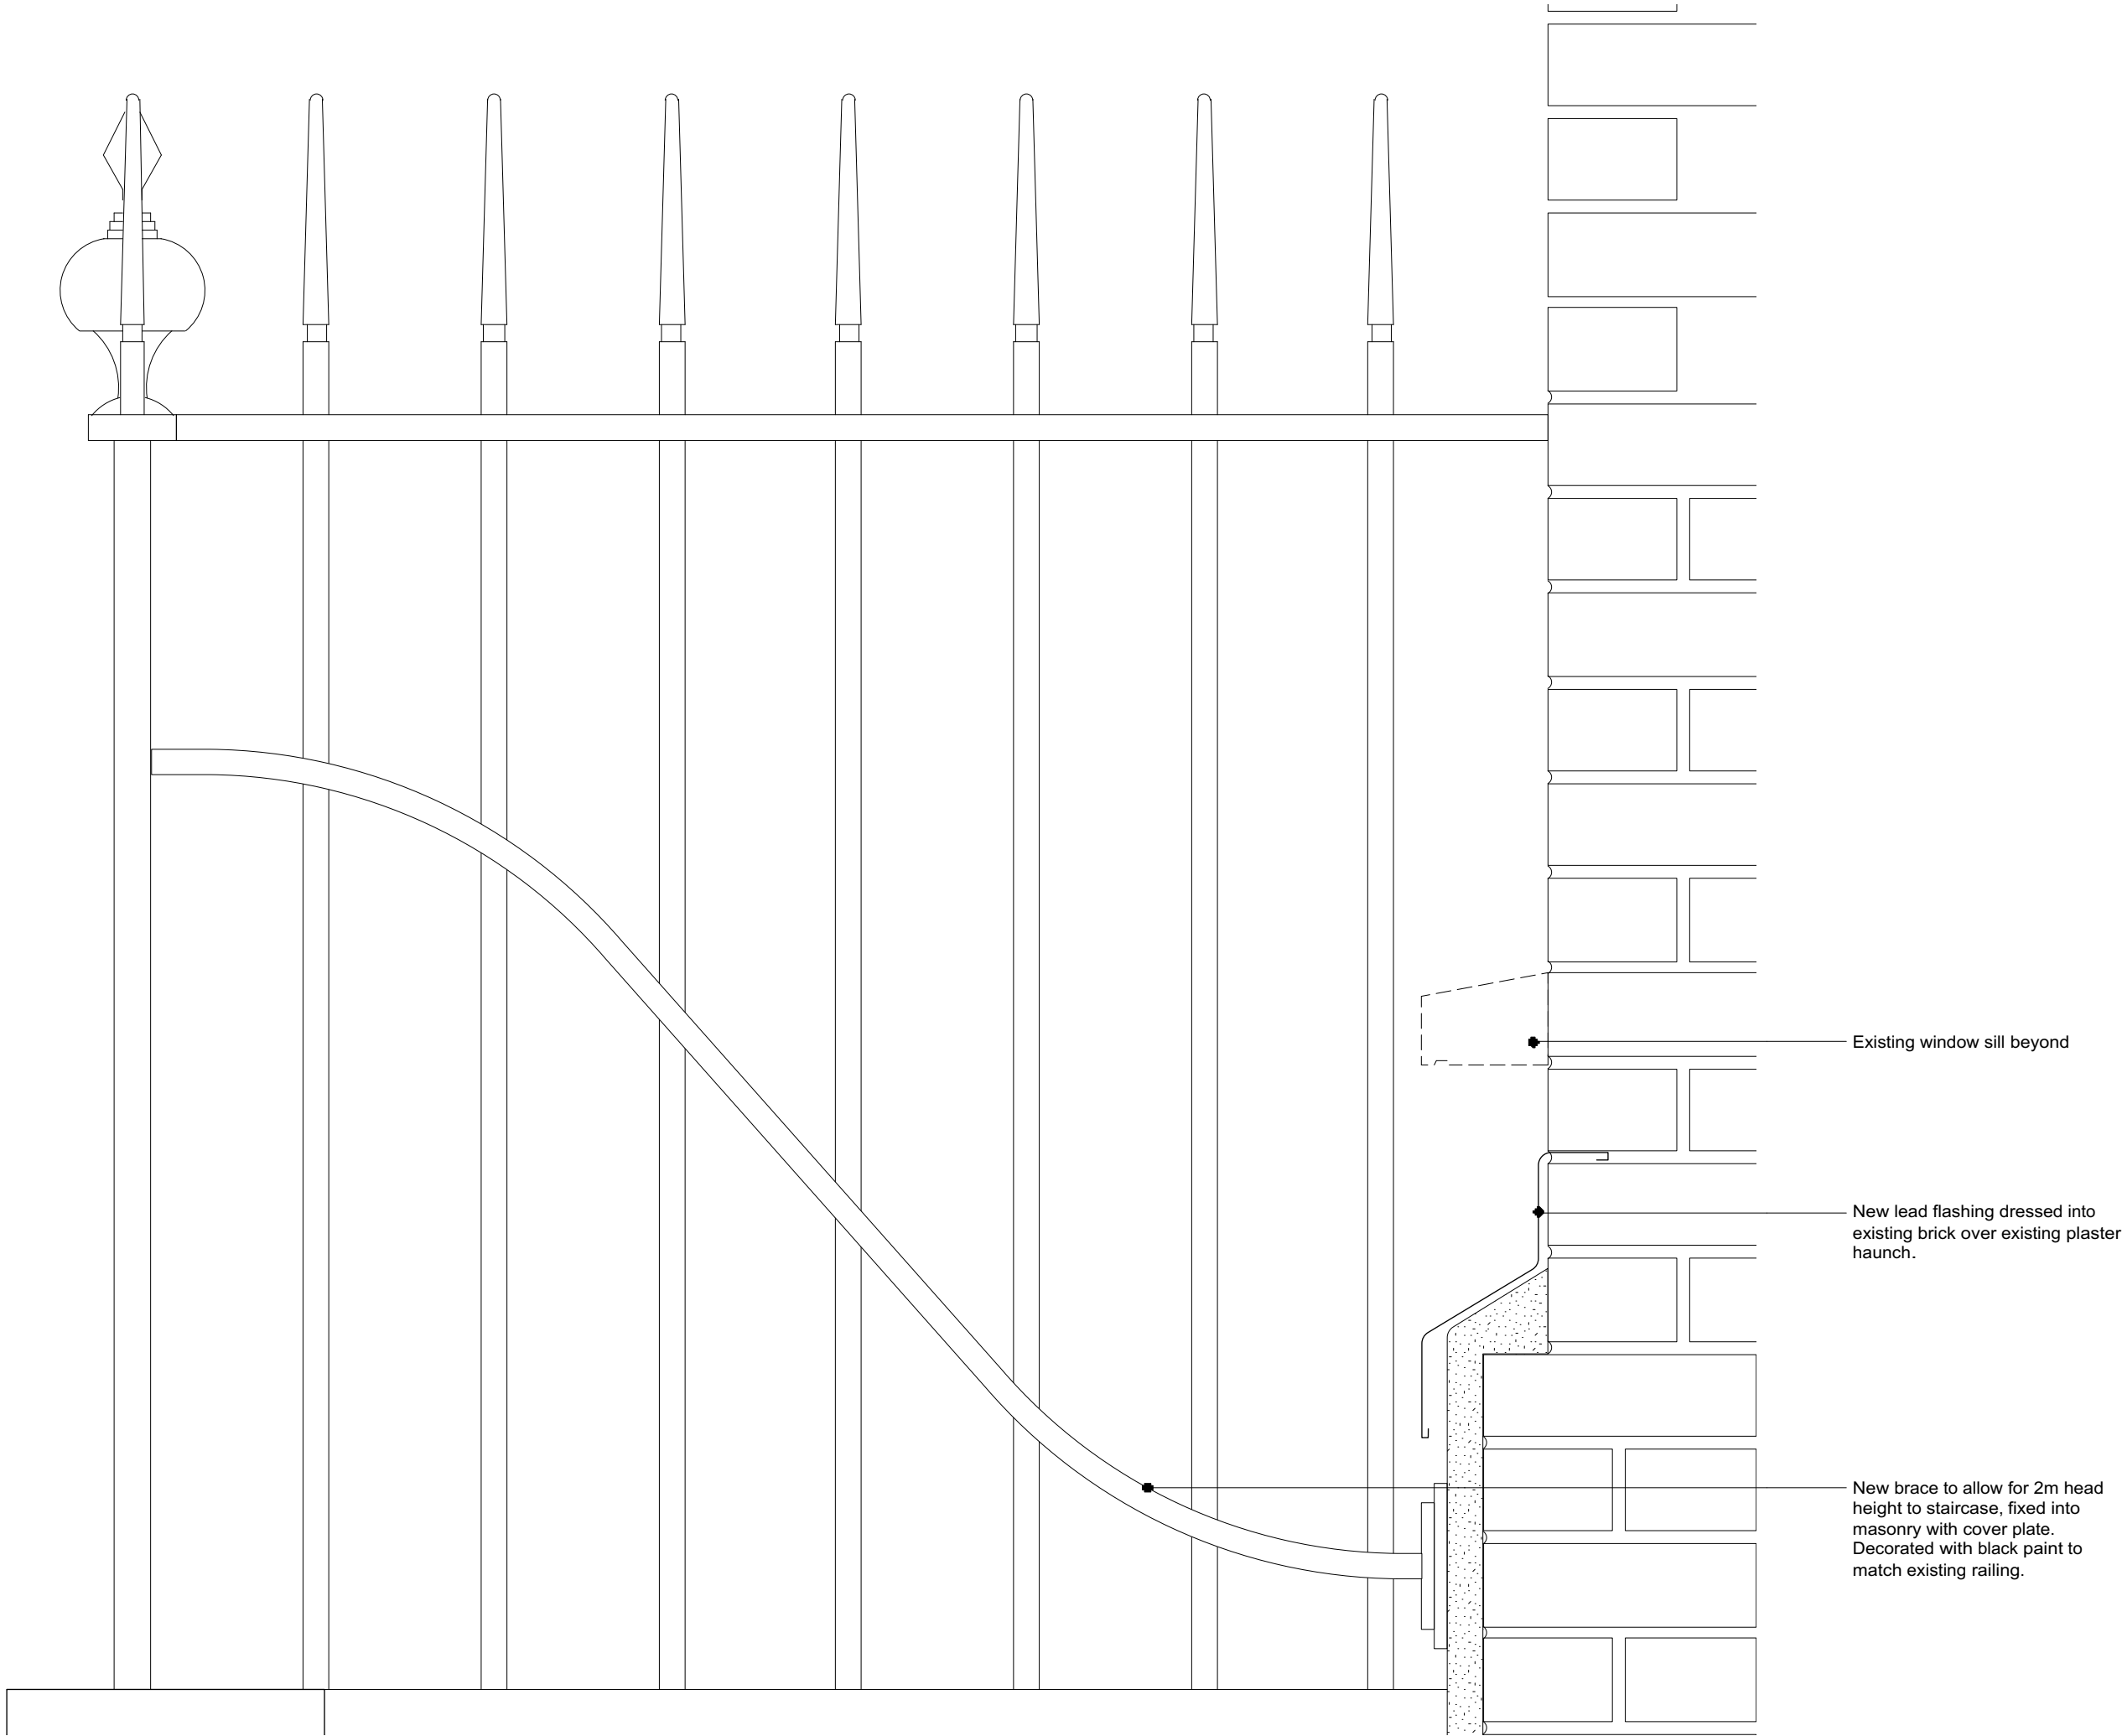 Existing window sill beyond
New lead flashing dressed into
existing brick over existing plaster
haunch.
New brace to allow for 2m head
height to staircase, fixed into
masonry with cover plate.
Decorated with black paint to
match existing railing.